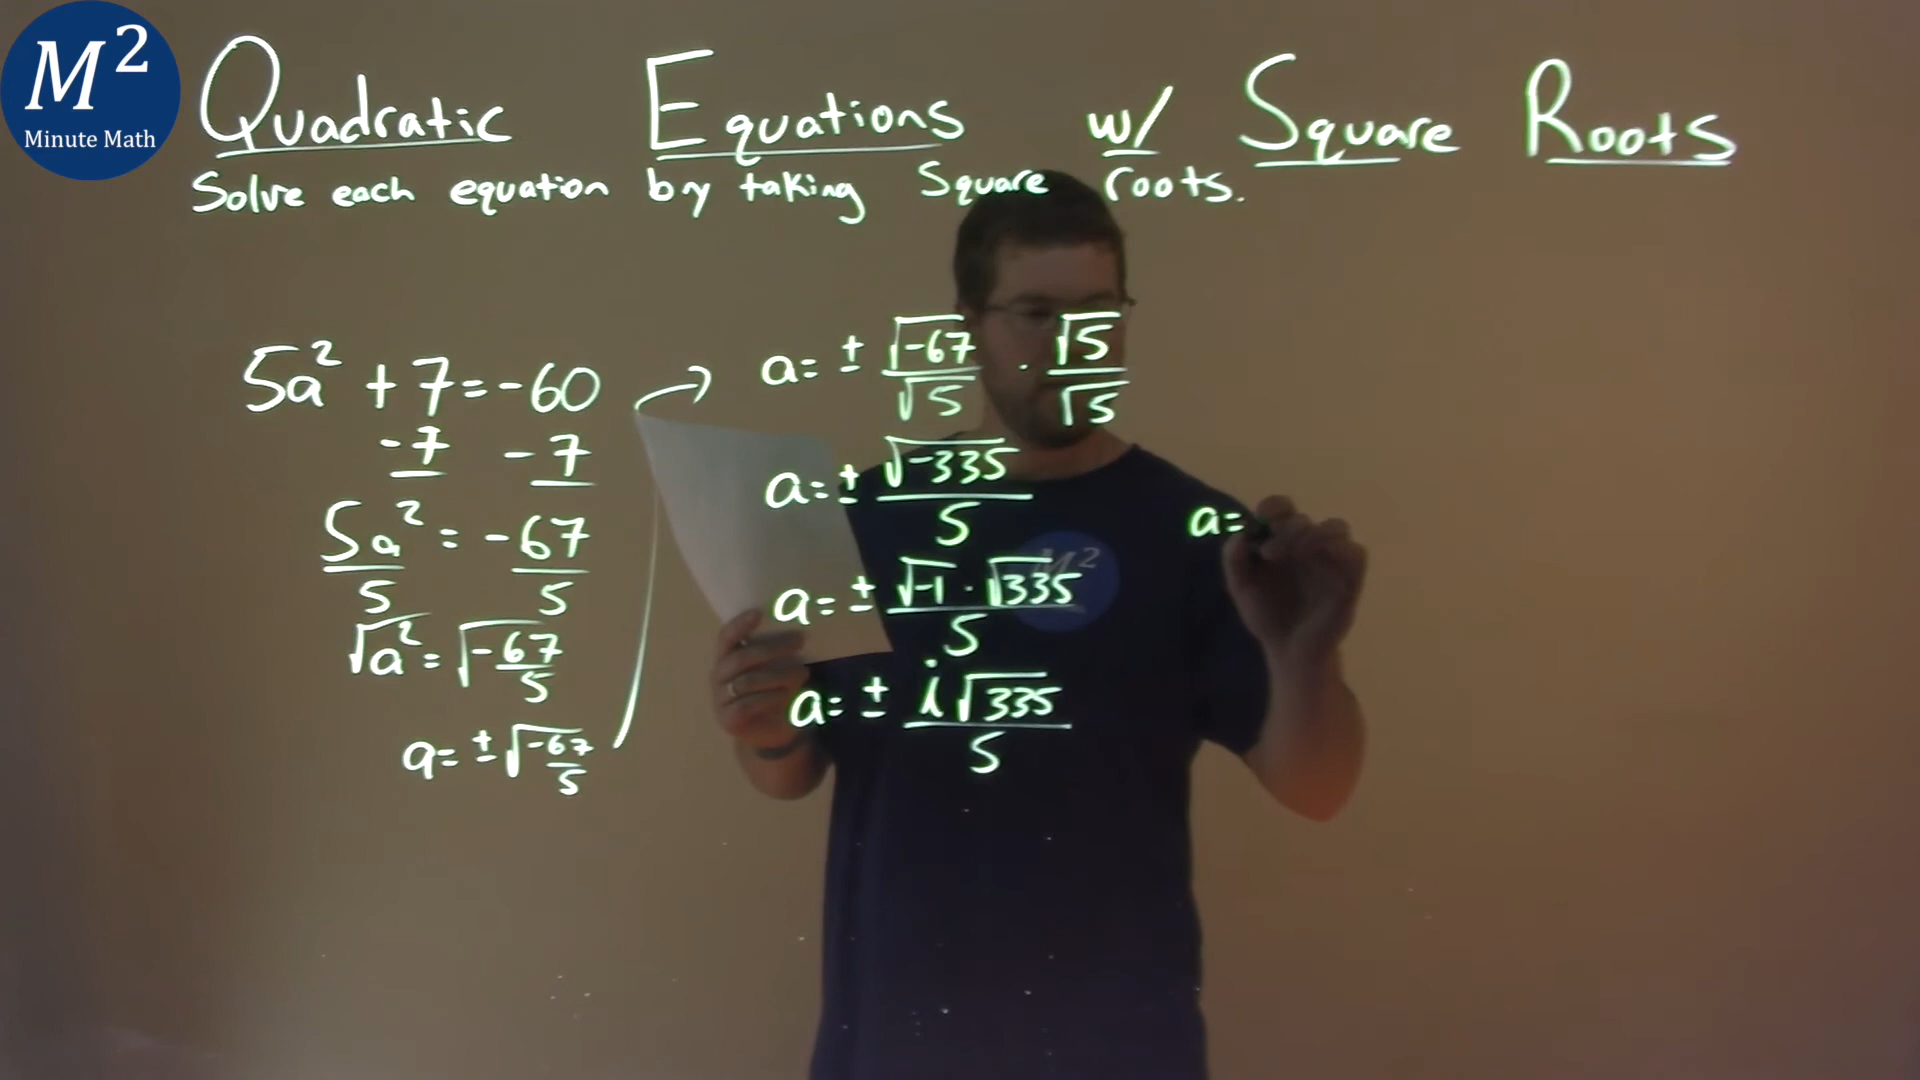 M²
Minute Math
Quadratic Equations w/ Square Roots
Solve each equation by taking Square roots.
5a² + 7 = -60
-7 -7
5a² = -67
5 5
√a² = √-67/5
a = ± √-67/5
a = ± √-67/√5 · √5/√5
a = ± √-335/5
a = ± √-1 · √335/5
a = ± i√335/5
a =
M²